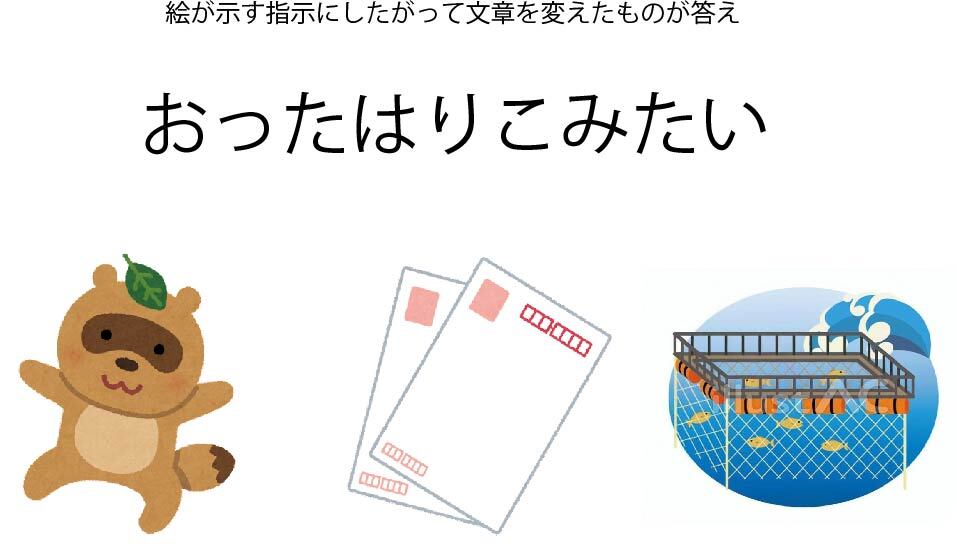 絵が示す指示にしたがって文章を変えたものが答え
おったはりこみたい